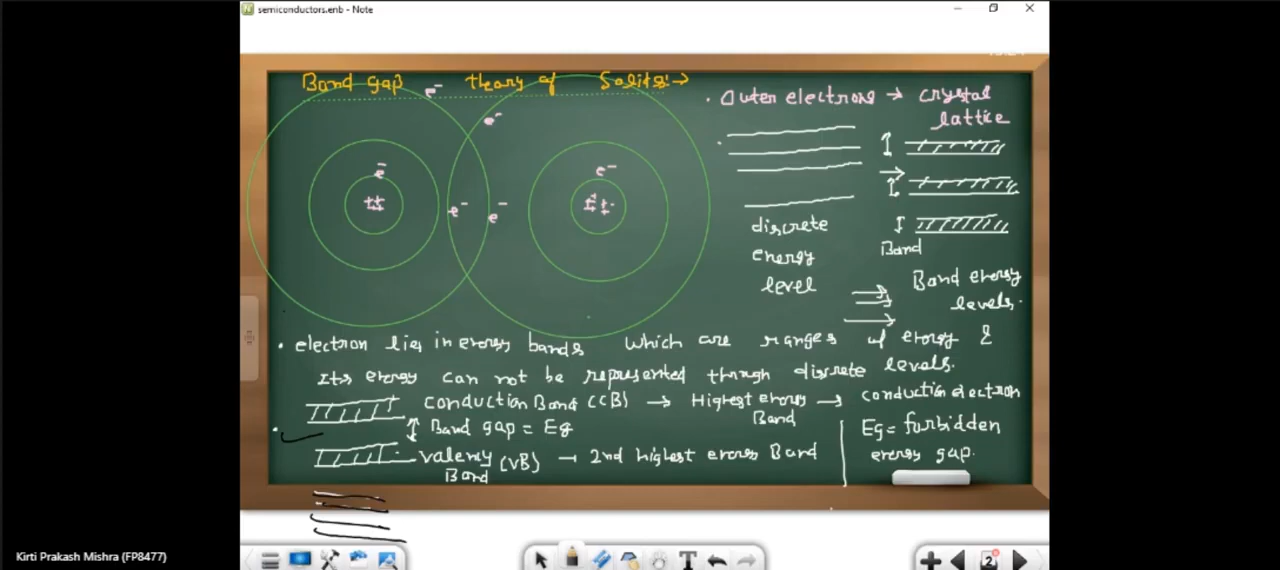 semiconductors.enb - Note
Band gap theory of Solids →
e⁻
e⁻
e⁻
e⁻
e⁻ e⁻
++ ++
• Outer electrons → crystal
lattice
discrete
energy
level
Band
Band energy
levels.
• electron lies in energy bands which are ranges of energy &
Its energy can not be represented though discrete levels.
Conduction Band (CB) → Highest energy → conduction electron
Band
Band gap = Eg
Valency (VB) → 2nd highest energy Band
Band
Eg = forbidden
energy gap.
Kirti Prakash Mishra (FP8477)
T
2